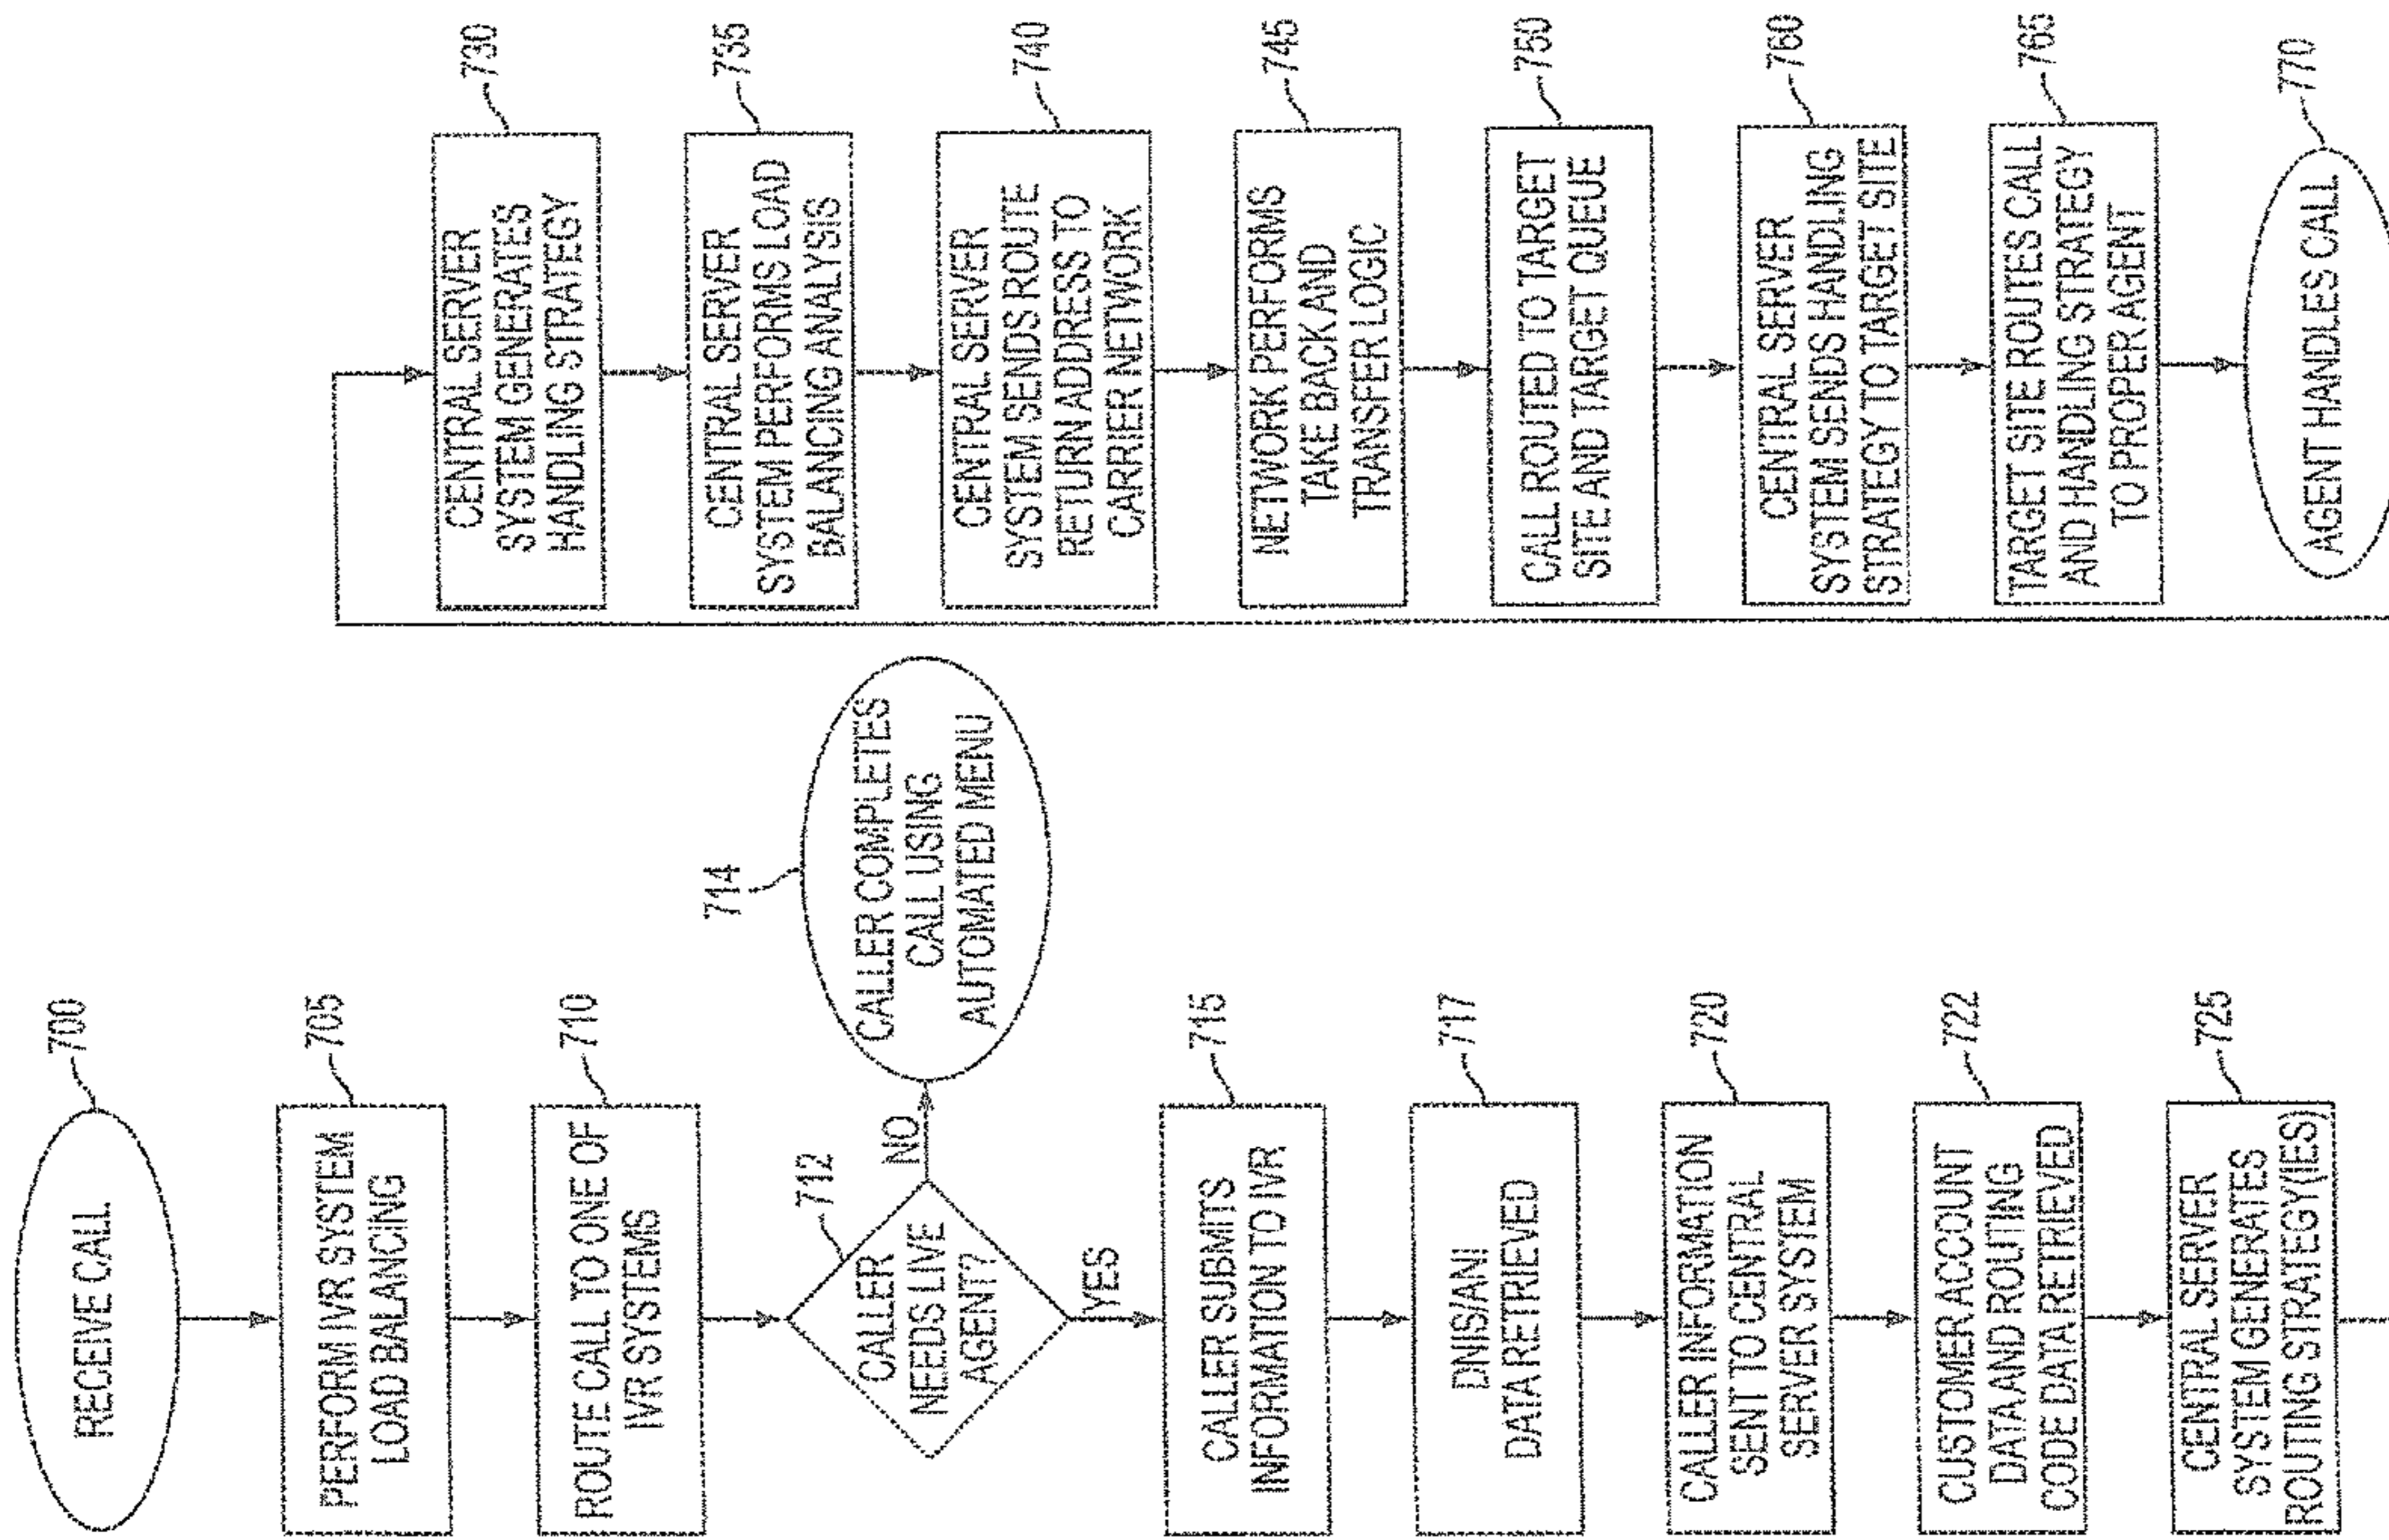 RECEIVE CALL
700
PERFORM IVR SYSTEM
LOAD BALANCING
705
ROUTE CALL TO ONE OF
IVR SYSTEMS
710
CALLER
NEEDS LIVE
AGENT?
712
NO
CALLER COMPLETES
CALL USING
AUTOMATED MENU
714
YES
CALLER SUBMITS
INFORMATION TO IVR
715
DNIS/ANI
DATA RETRIEVED
717
CALLER INFORMATION
SENT TO CENTRAL
SERVER SYSTEM
720
CUSTOMER ACCOUNT
DATA AND ROUTING
CODE DATA RETRIEVED
722
CENTRAL SERVER
SYSTEM GENERATES
ROUTING STRATEGY(IES)
725
CENTRAL SERVER
SYSTEM GENERATES
HANDLING STRATEGY
730
CENTRAL SERVER
SYSTEM PERFORMS LOAD
BALANCING ANALYSIS
735
CENTRAL SERVER
SYSTEM SENDS ROUTE
RETURN ADDRESS TO
CARRIER NETWORK
740
NETWORK PERFORMS
TAKE BACK AND
TRANSFER LOGIC
745
CALL ROUTED TO TARGET
SITE AND TARGET QUEUE
750
CENTRAL SERVER
SYSTEM SENDS HANDLING
STRATEGY TO TARGET SITE
760
TARGET SITE ROUTES CALL
AND HANDLING STRATEGY
TO PROPER AGENT
765
AGENT HANDLES CALL
770